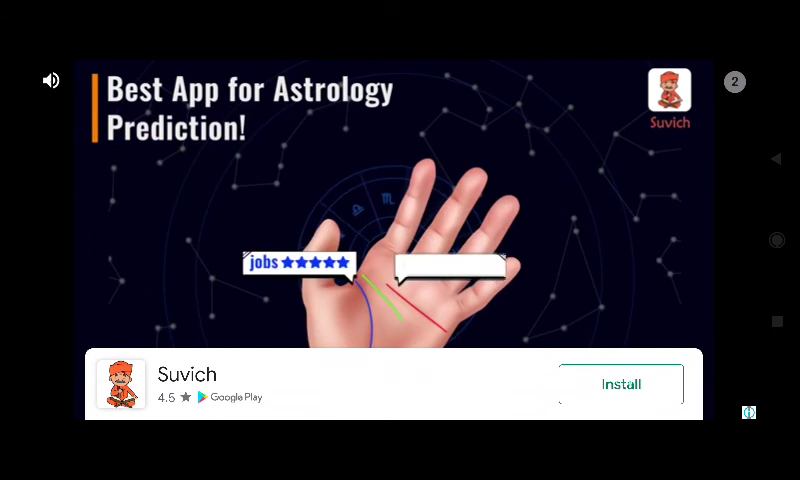 Best App for Astrology
Prediction!
Suvich
2
jobs ★★★★★
Suvich
4.5 ★ Google Play
Install